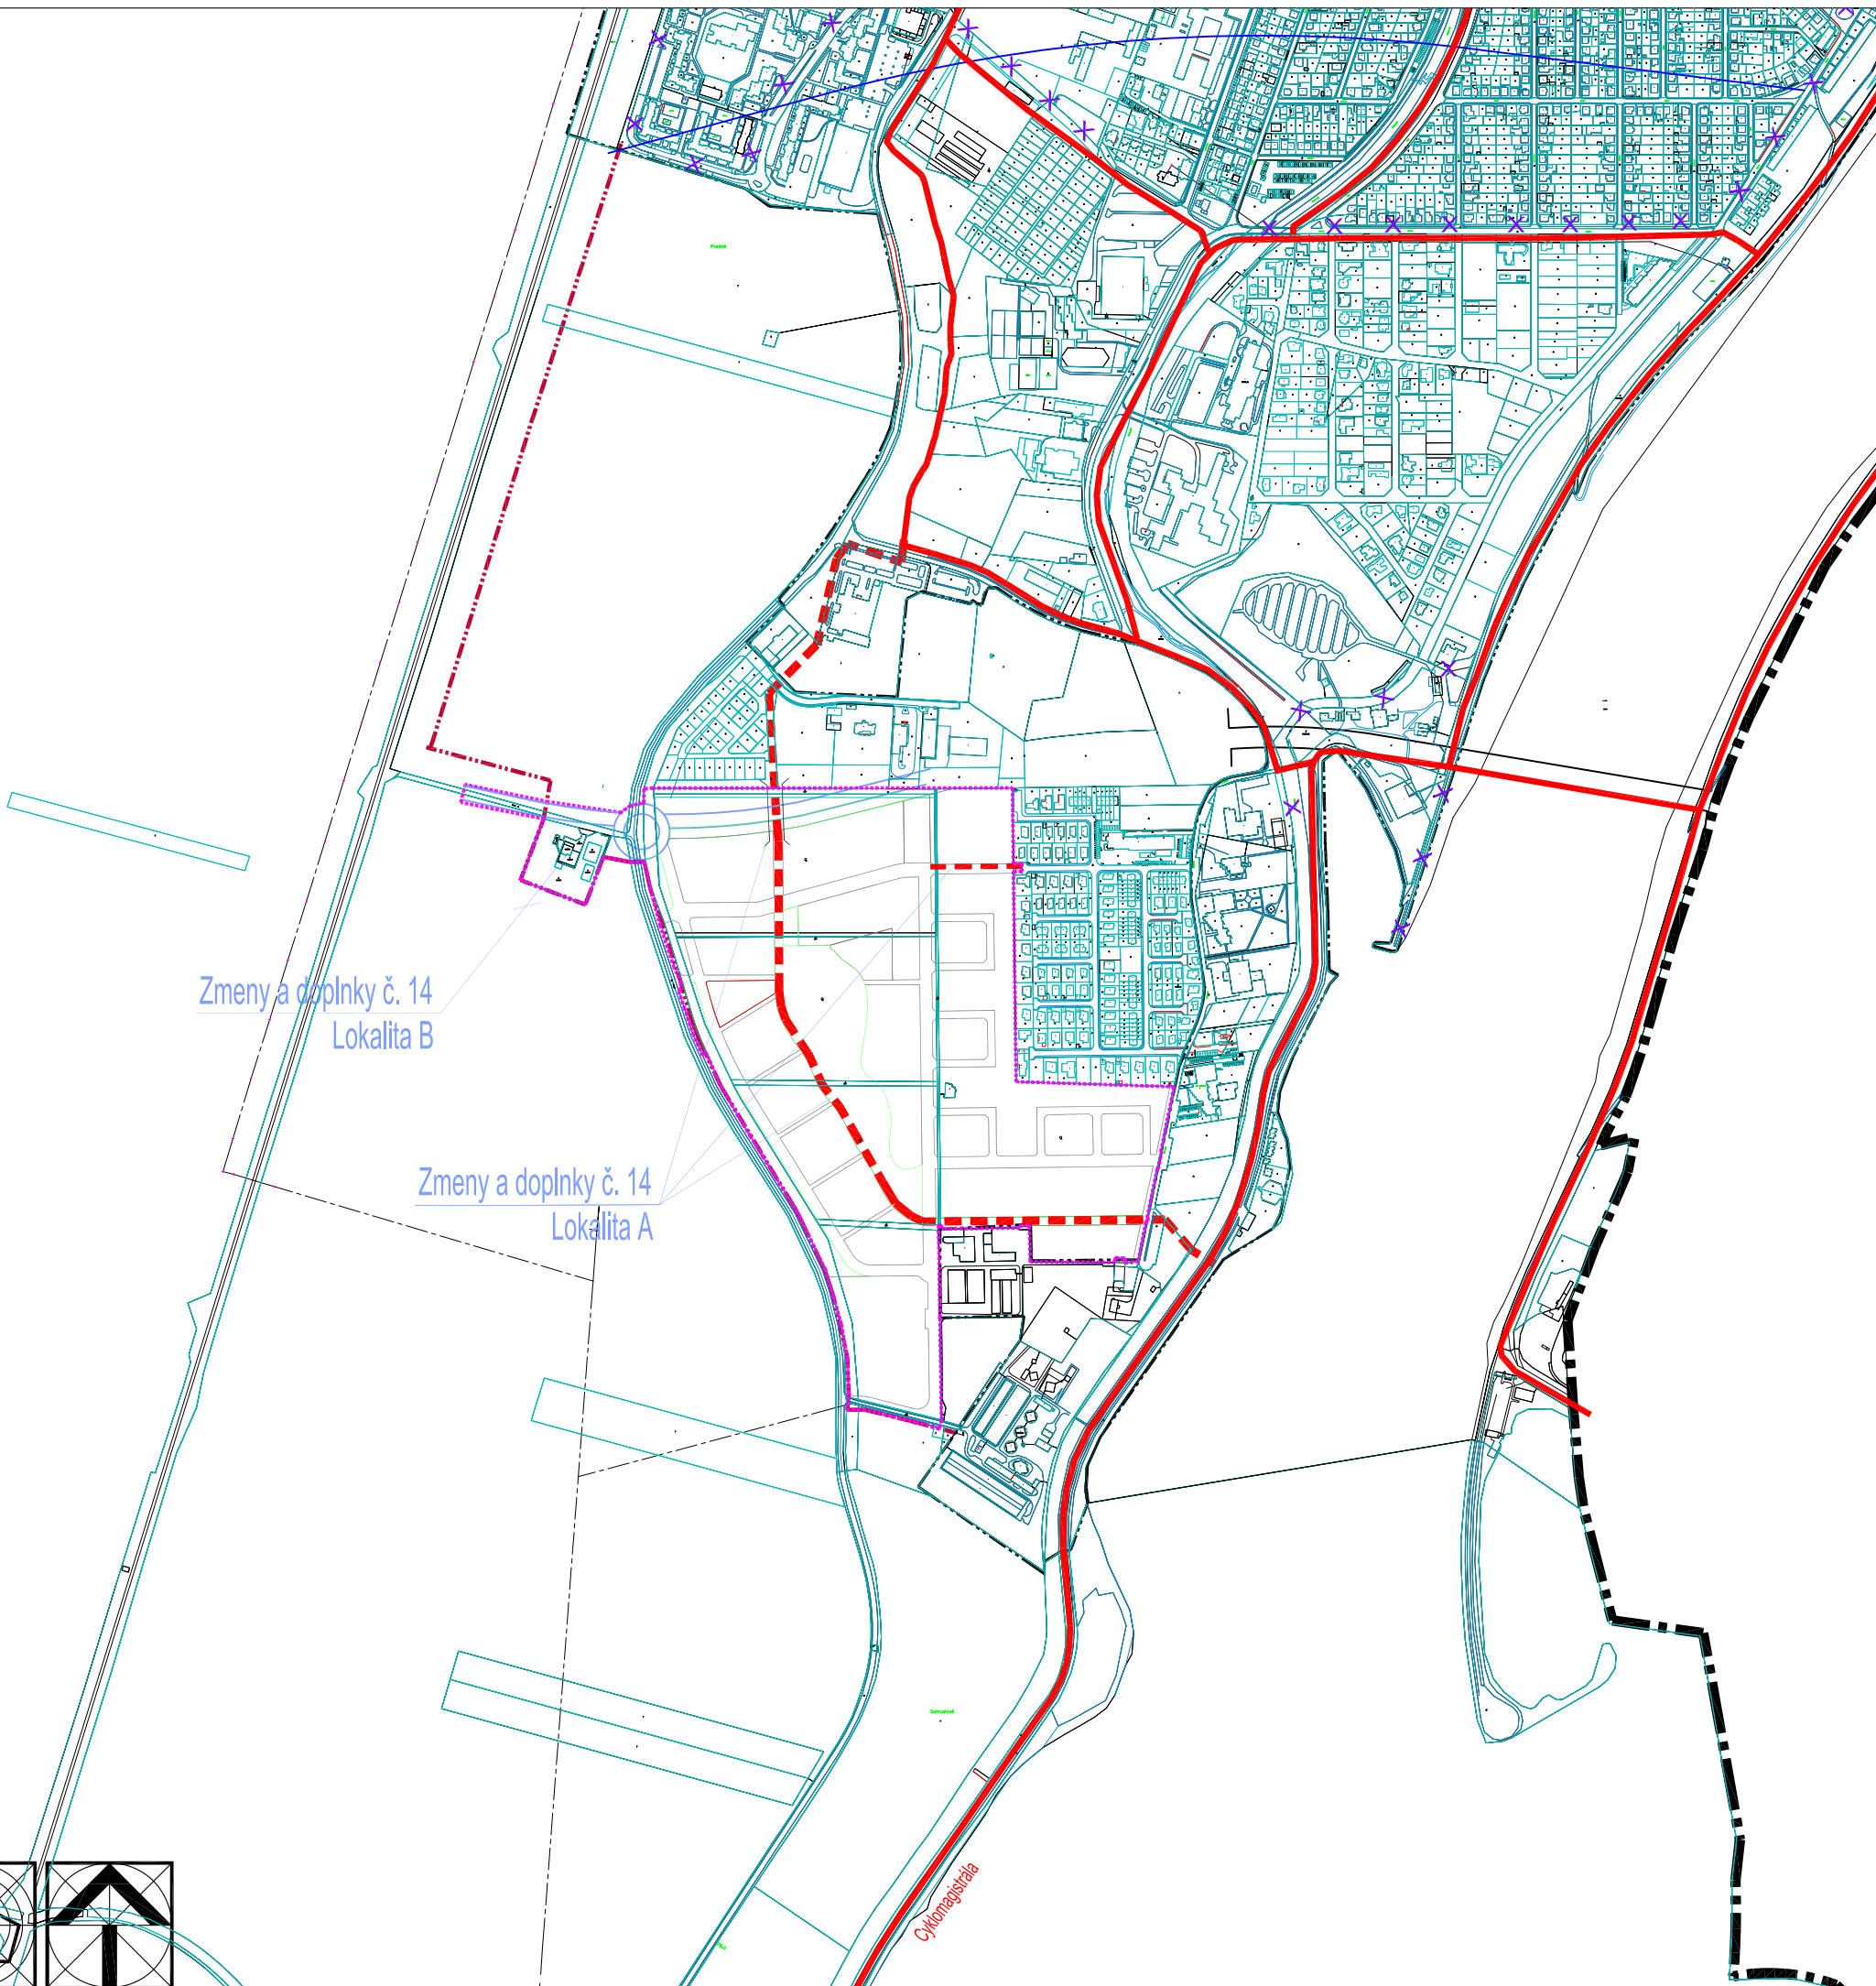 Zmeny a doplnky č. 14
Lokalita B
Zmeny a doplnky č. 14
Lokalita A
Cyklomagistrála